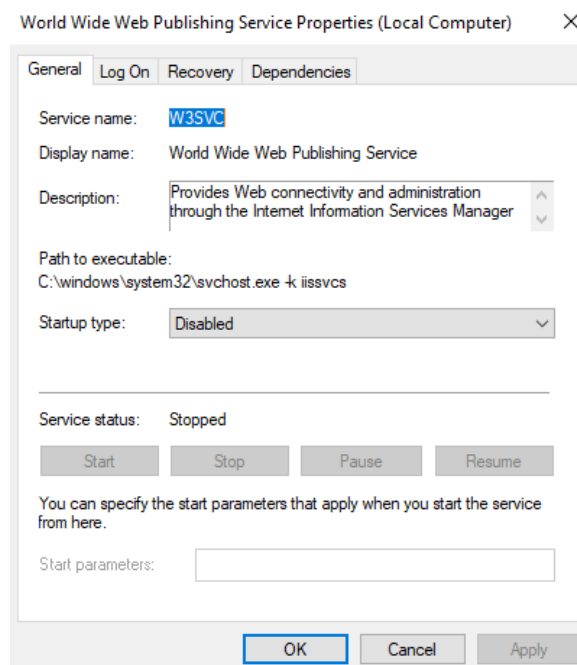 World Wide Web Publishing Service Properties (Local Computer)
General Log On Recovery Dependencies
Service name: W3SVC
Display name: World Wide Web Publishing Service
Description: Provides Web connectivity and administration
through the Internet Information Services Manager
Path to executable:
C:\windows\system32\svchost.exe -k iissvcs
Startup type: Disabled
Service status: Stopped
Start Stop Pause Resume
You can specify the start parameters that apply when you start the service
from here.
Start parameters:
OK Cancel Apply